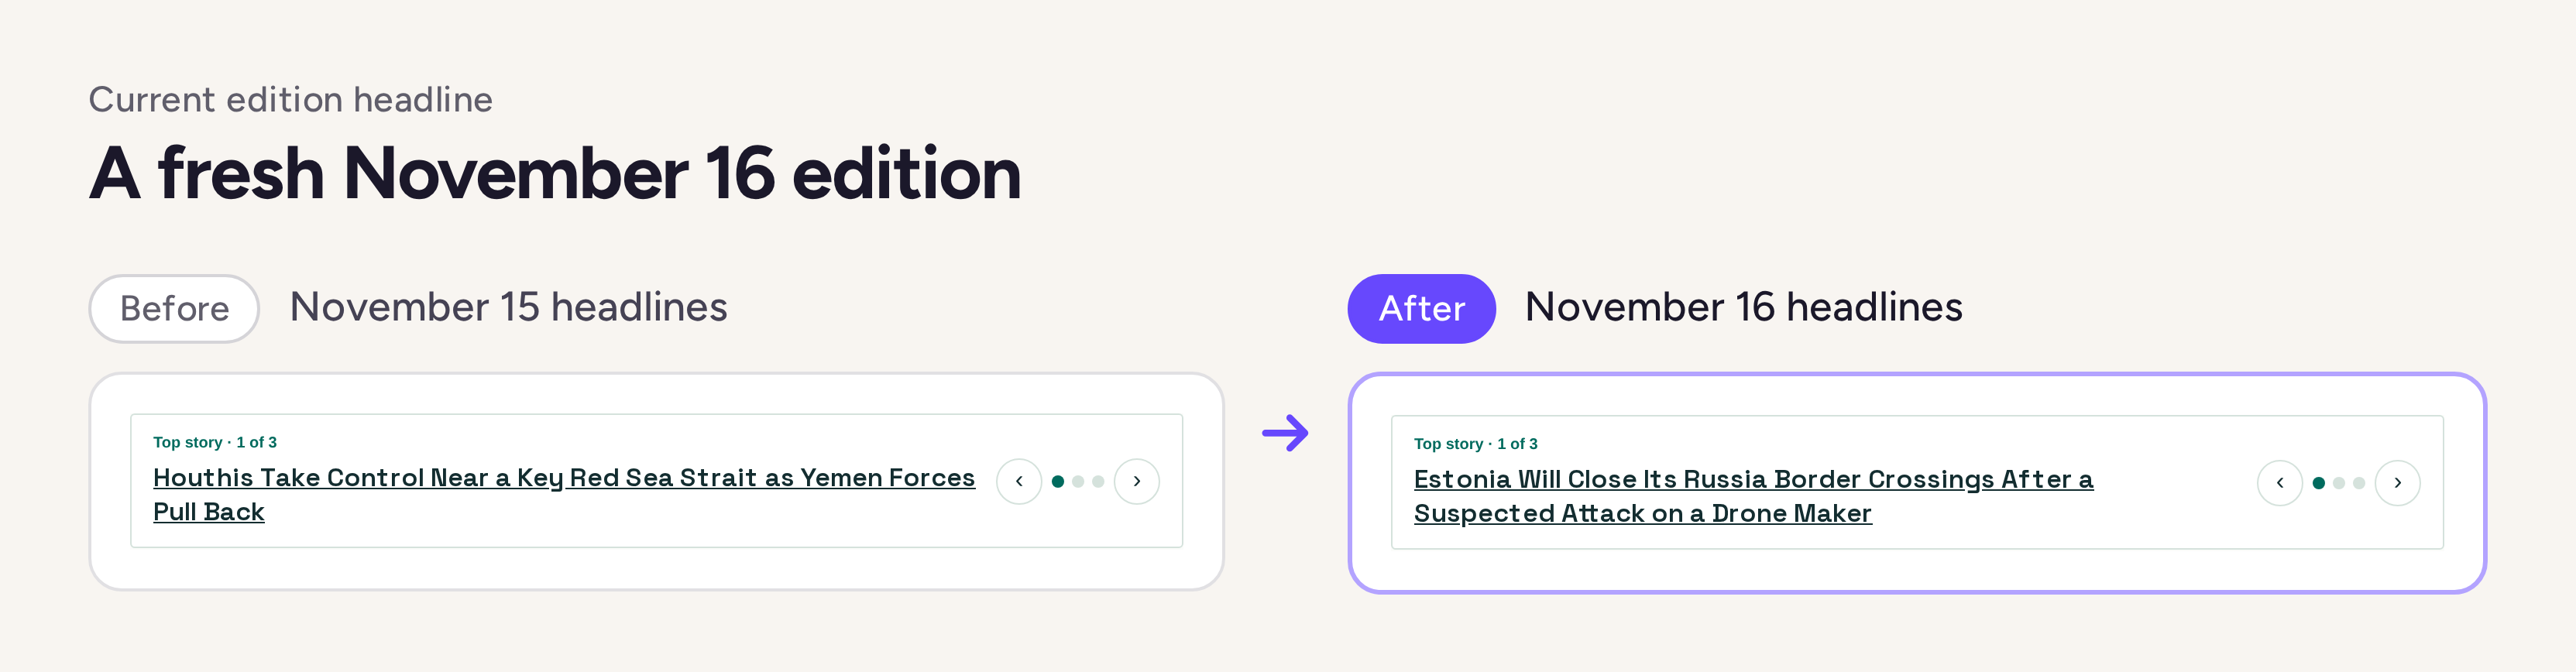 Current edition headline
A fresh November 16 edition
Before
November 15 headlines
Top story · 1 of 3
Houthis Take Control Near a Key Red Sea Strait as Yemen Forces
Pull Back
After
November 16 headlines
Top story · 1 of 3
Estonia Will Close Its Russia Border Crossings After a
Suspected Attack on a Drone Maker